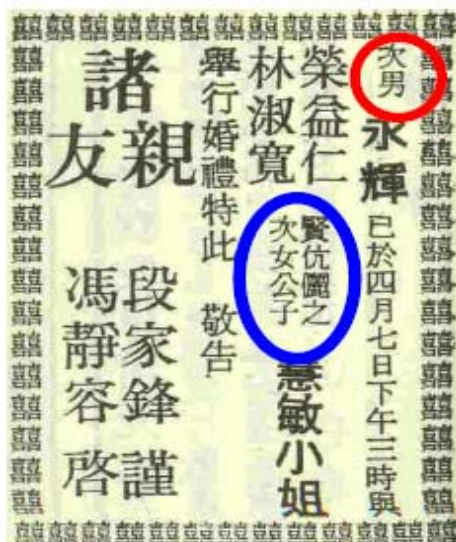 次男 永輝 已於四月七日下午三時與
榮益仁
林淑寬
賢伉儷之
次女公子
慧敏小姐
舉行婚禮特此 敬告
諸
親
友
段家鋒 謹
馮靜容 啓